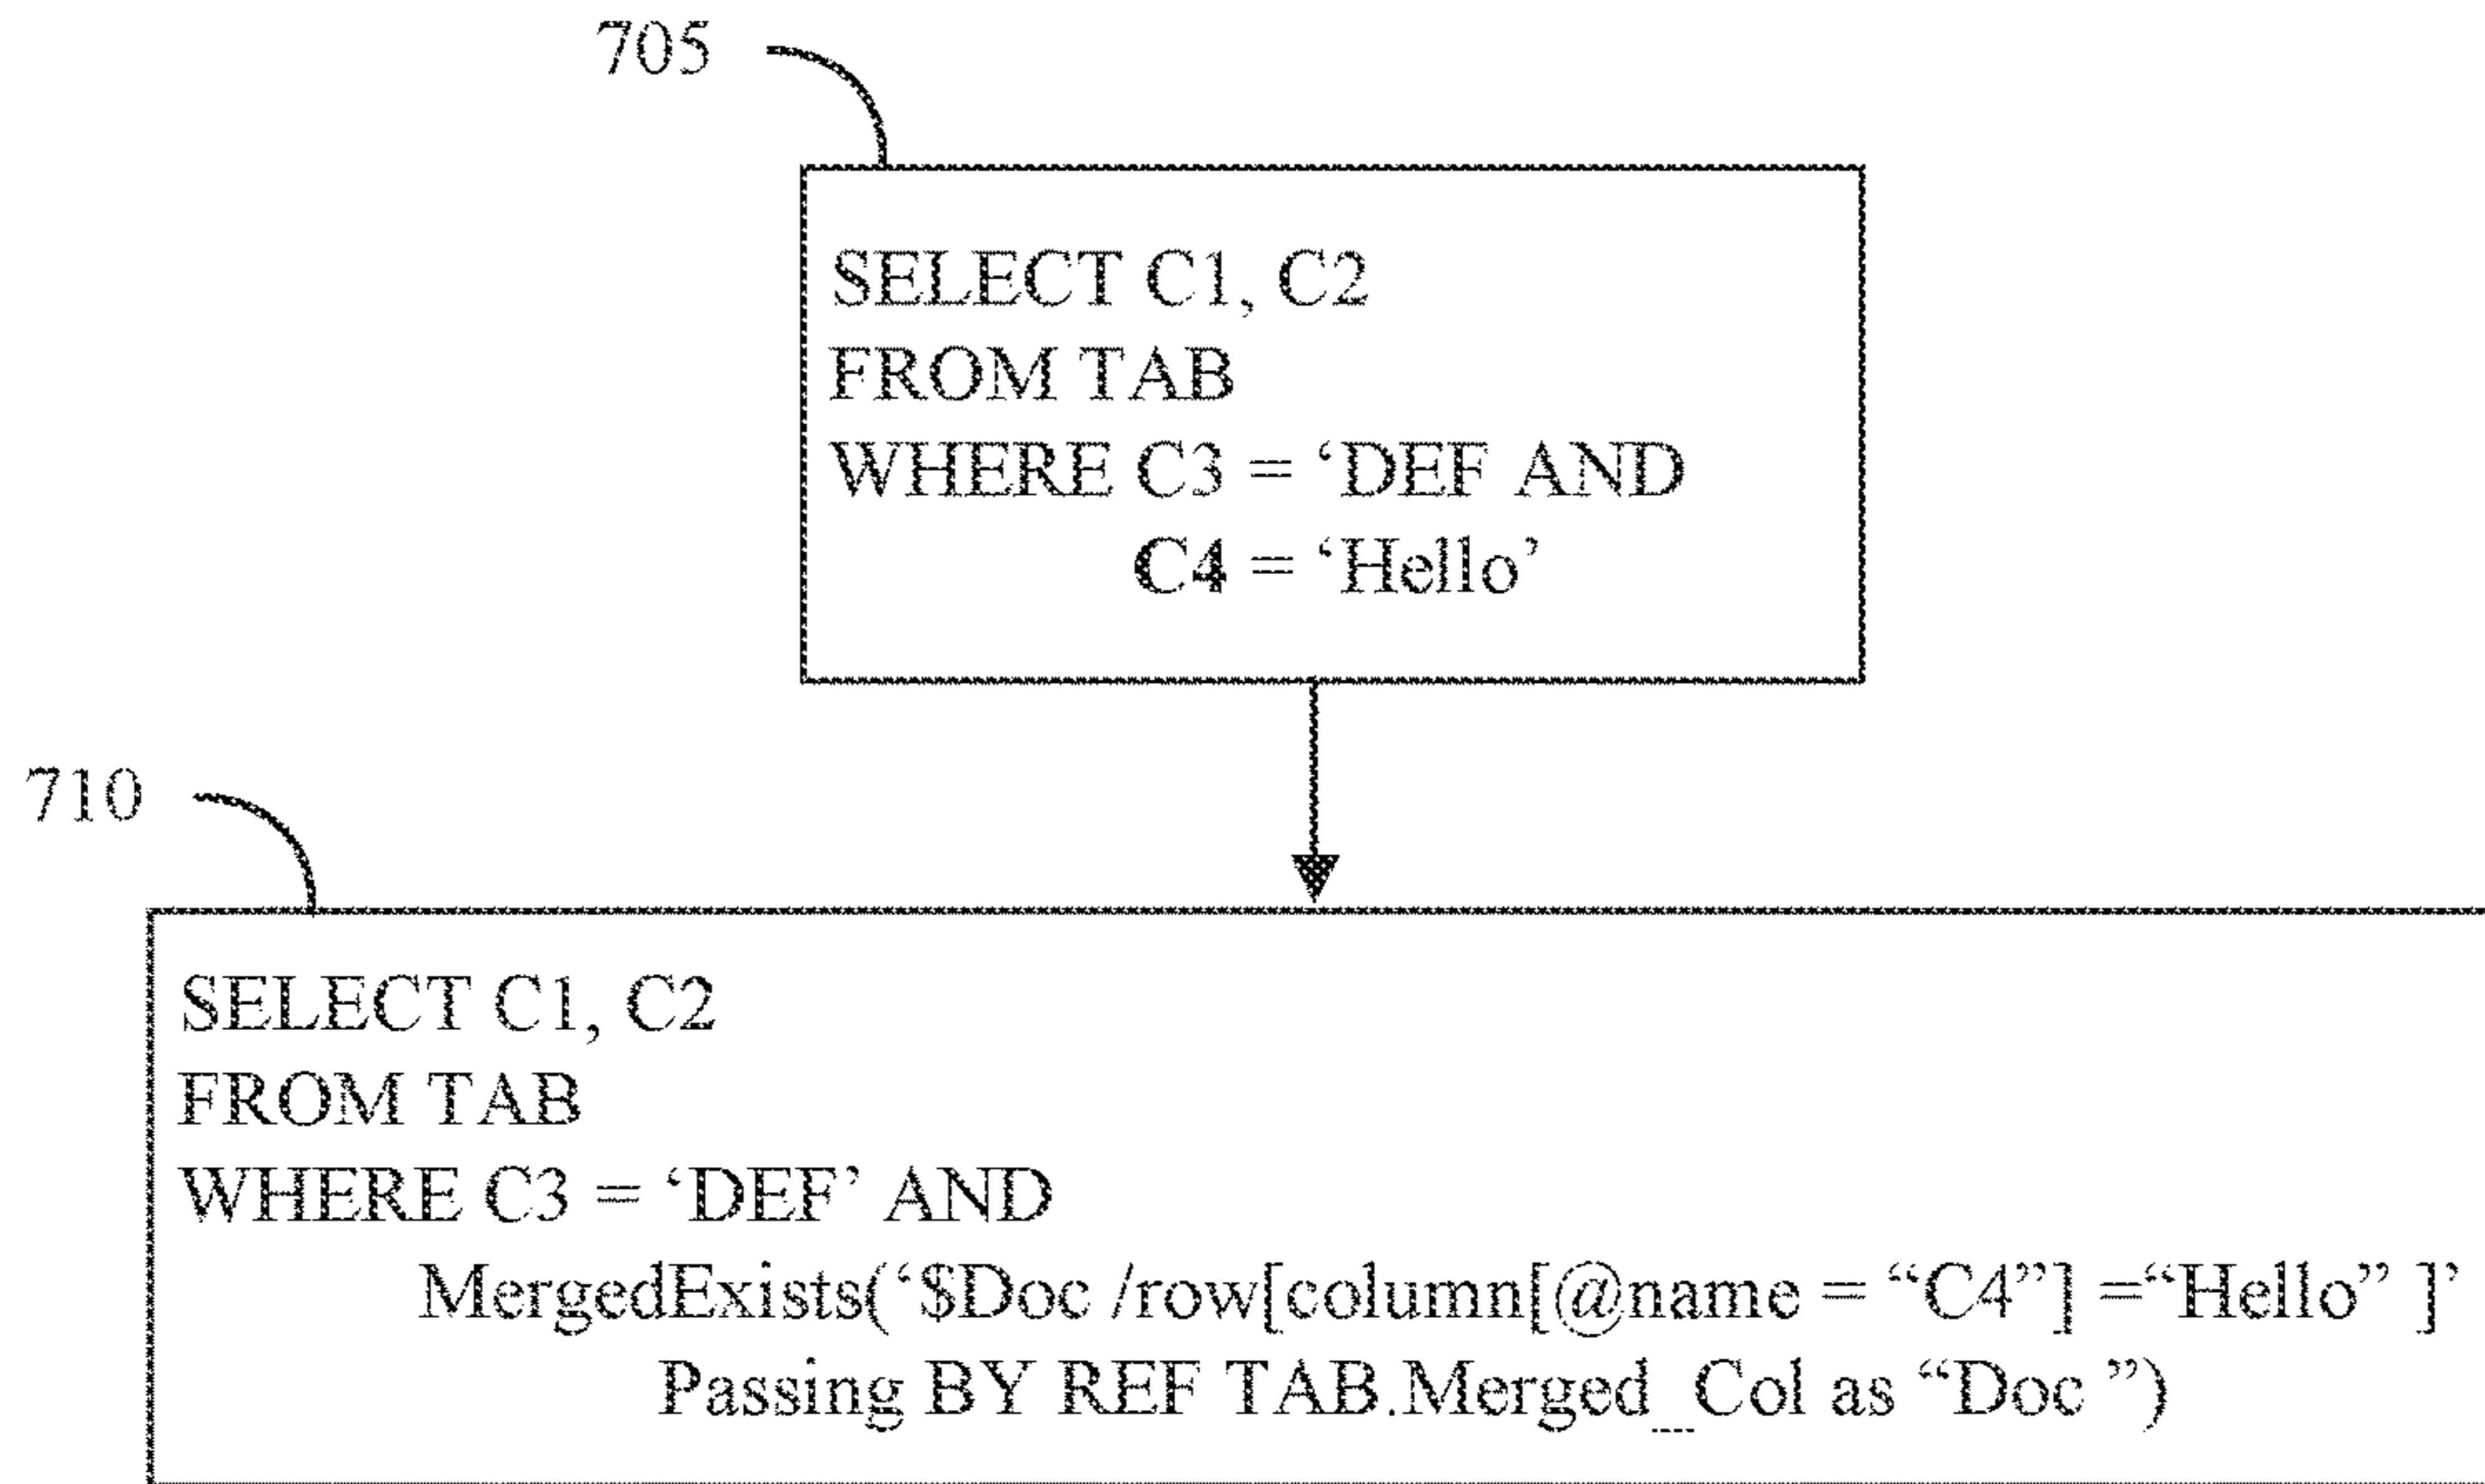 705
SELECT C1, C2
FROM TAB
WHERE C3 = ‘DEF AND
C4 = ‘Hello’
710
SELECT C1, C2
FROM TAB
WHERE C3 = ‘DEF’ AND
MergedExists(‘$Doc /row[column[@name = “C4”] =“Hello” ]’
Passing BY REF TAB.Merged_Col as “Doc ”)